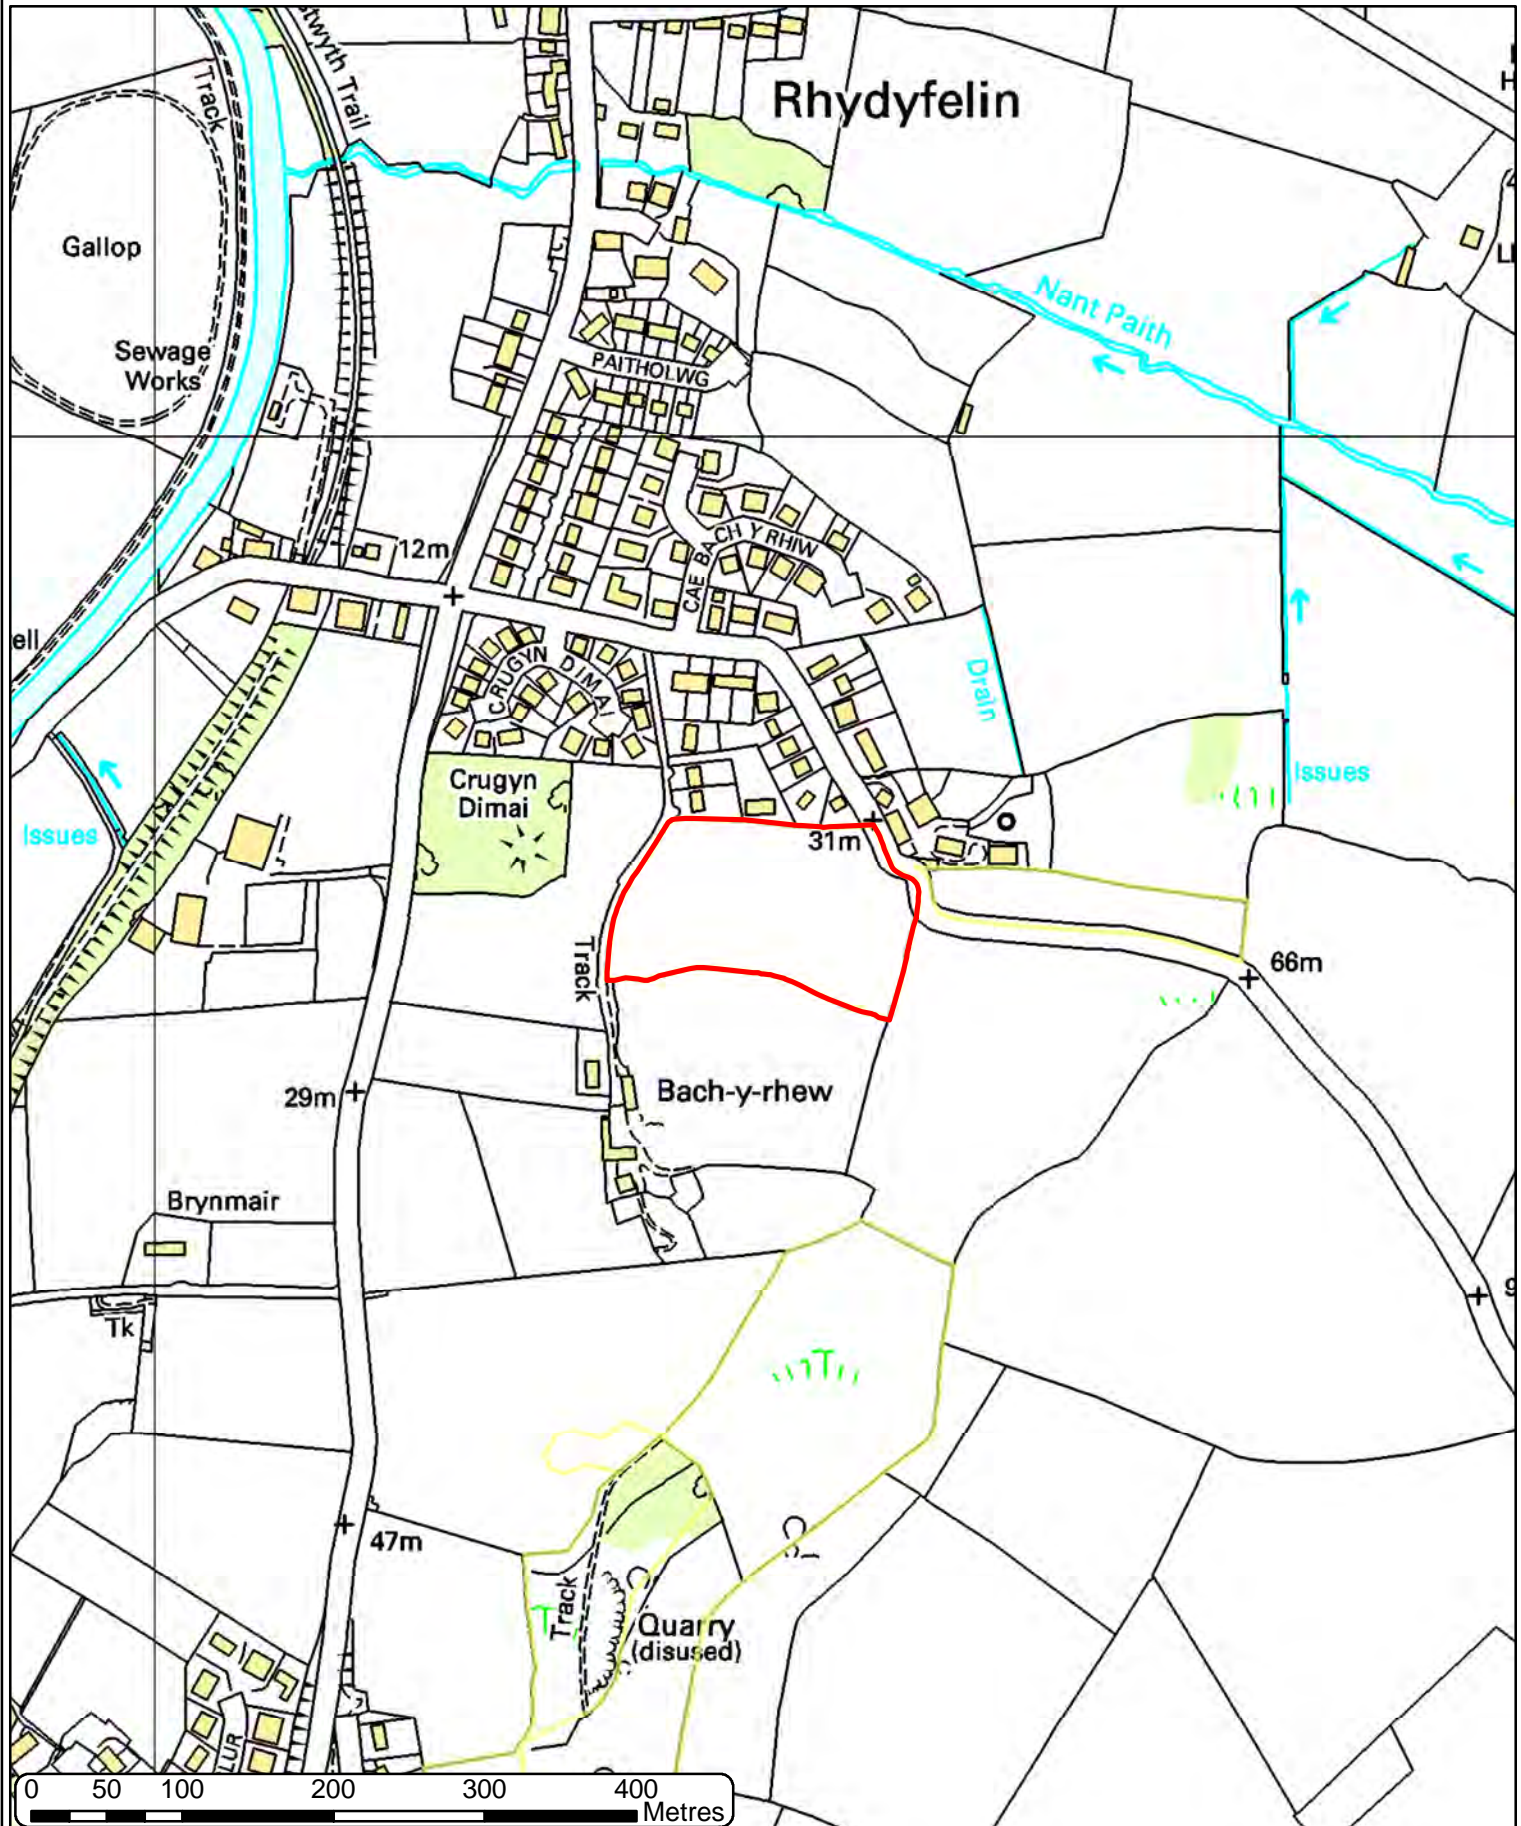 Rhydyfelin
Track
Trail
Gallop
Sewage
Works
Nant Paith
PAITHOLWG
12m
CAE BACH Y RHIW
CRUGYN DIMAI
Drain
Issues
Crugyn
Dimai
Issues
31m
Track
66m
Bach-y-rhew
29m
Brynmair
Tk
47m
Track
Quarry
(disused)
0 50 100 200 300 400
Metres